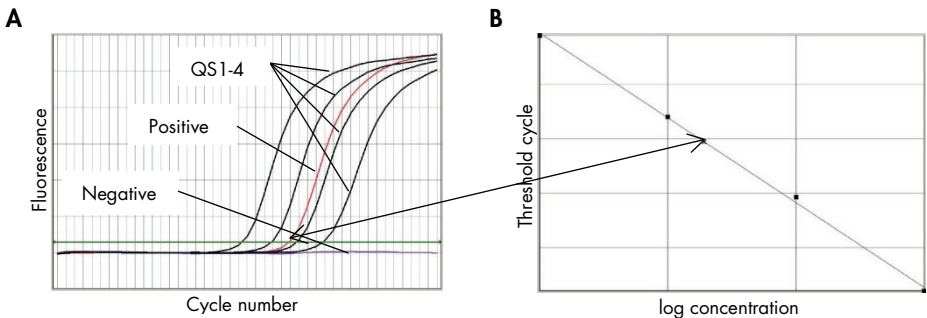 A
QS1-4
Positive
Negative
Fluorescence
Cycle number
B
Threshold cycle
log concentration